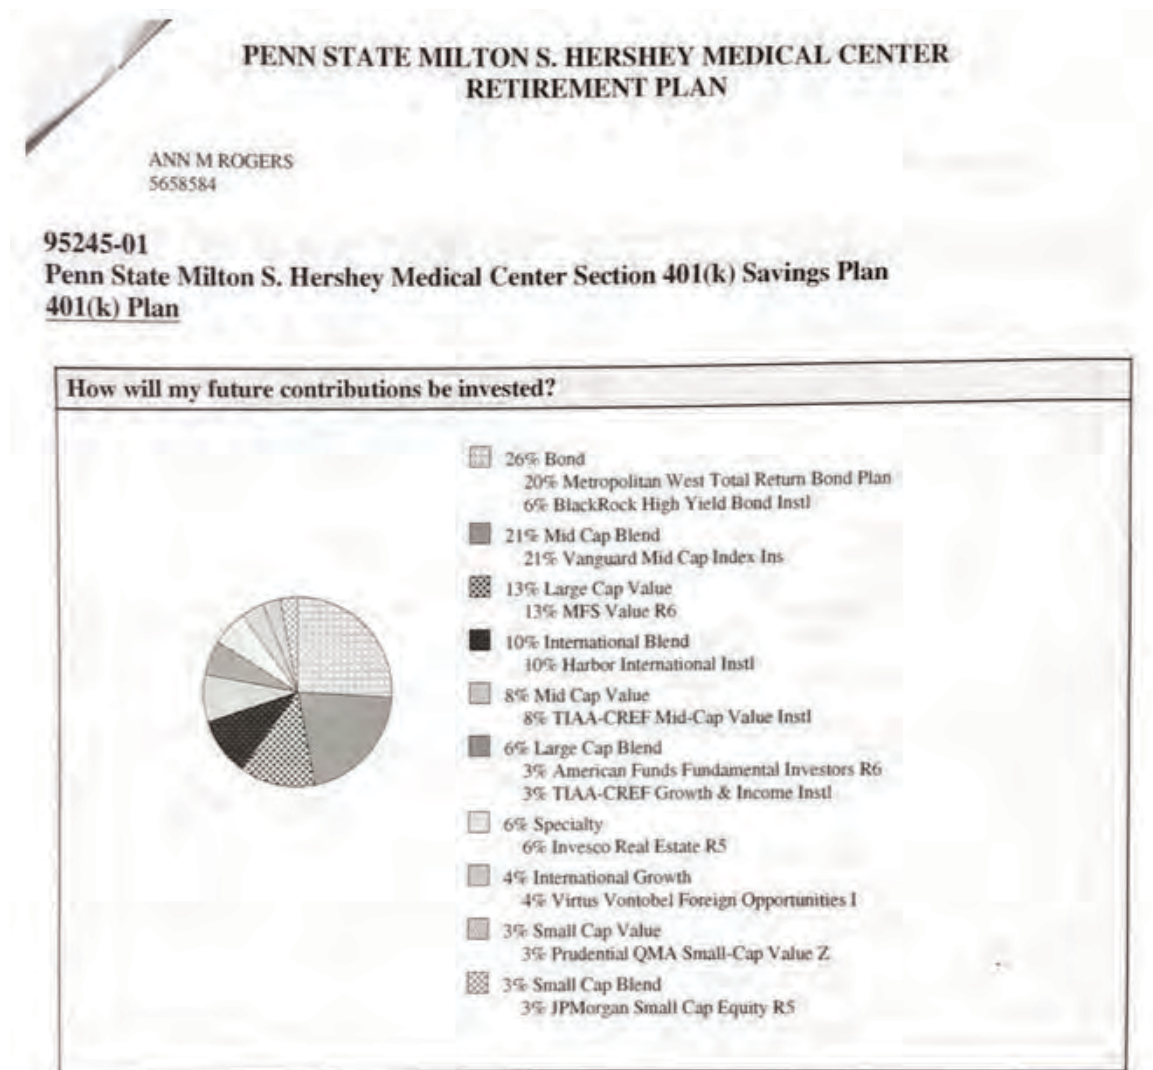 PENN STATE MILTON S. HERSHEY MEDICAL CENTER
RETIREMENT PLAN
ANN M ROGERS
5658584
95245-01
Penn State Milton S. Hershey Medical Center Section 401(k) Savings Plan
401(k) Plan
How will my future contributions be invested?
26% Bond
20% Metropolitan West Total Return Bond Plan
6% BlackRock High Yield Bond Instl
21% Mid Cap Blend
21% Vanguard Mid Cap Index Ins
13% Large Cap Value
13% MFS Value R6
10% International Blend
10% Harbor International Instl
8% Mid Cap Value
8% TIAA-CREF Mid-Cap Value Instl
6% Large Cap Blend
3% American Funds Fundamental Investors R6
3% TIAA-CREF Growth & Income Instl
6% Specialty
6% Invesco Real Estate R5
4% International Growth
4% Virtus Vontobel Foreign Opportunities I
3% Small Cap Value
3% Prudential QMA Small-Cap Value Z
3% Small Cap Blend
3% JPMorgan Small Cap Equity R5